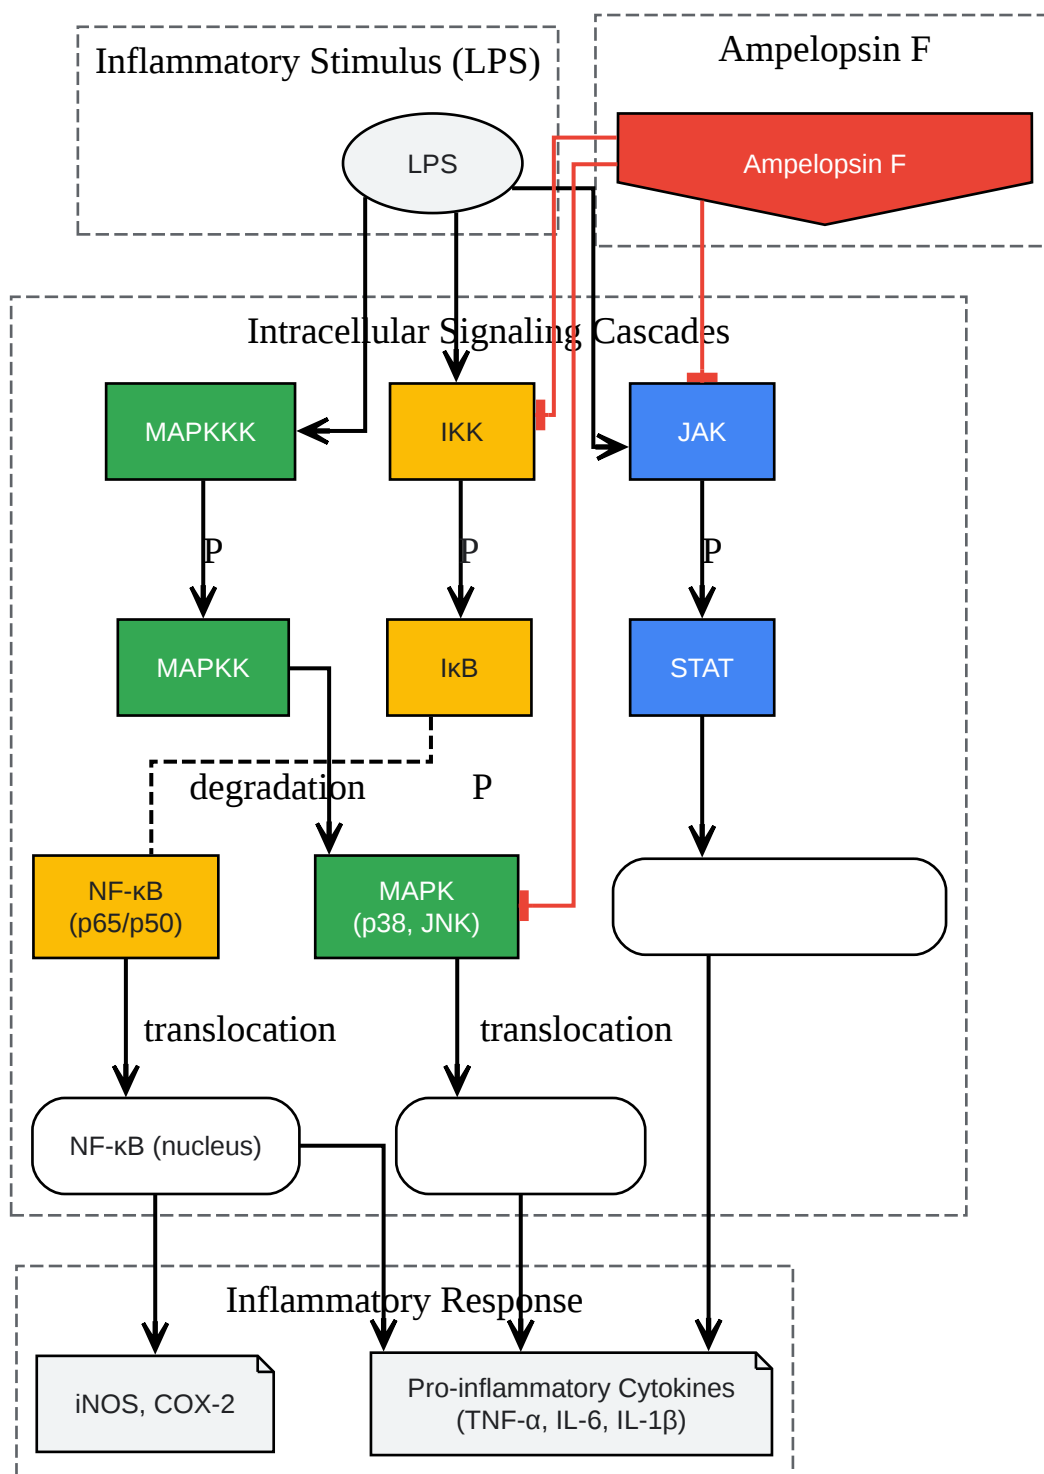 Inflammatory Stimulus (LPS)
Ampelopsin F
LPS
Ampelopsin F
Intracellular Signaling Cascades
MAPKKK
IKK
JAK
P
P
P
MAPKK
IκB
STAT
degradation
P
NF-κB
(p65/p50)
MAPK
(p38, JNK)
translocation
translocation
NF-κB (nucleus)
Inflammatory Response
iNOS, COX-2
Pro-inflammatory Cytokines
(TNF-α, IL-6, IL-1β)